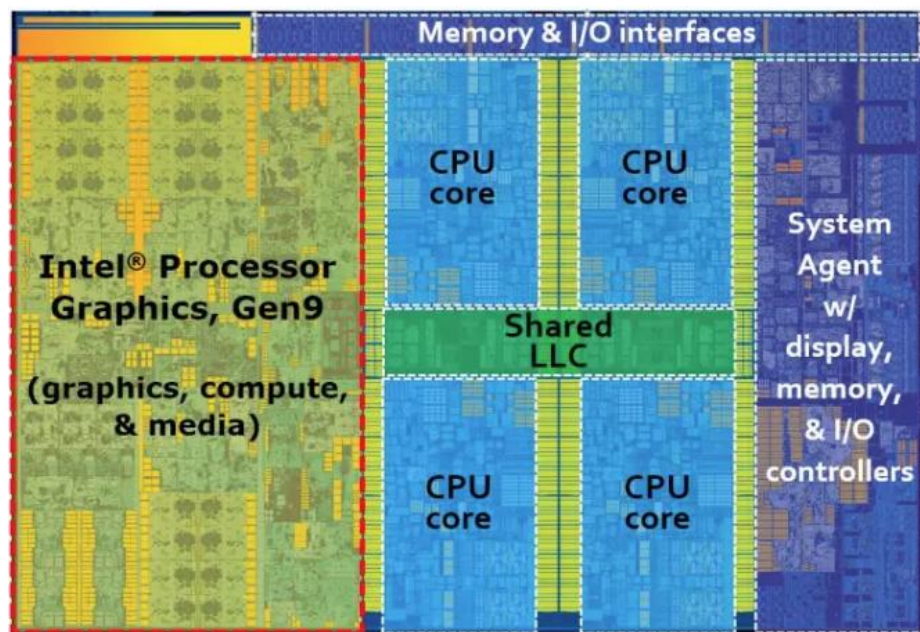 Memory & I/O interfaces
CPU
core
CPU
core
Intel® Processor
Graphics, Gen9
(graphics, compute,
& media)
Shared
LLC
System
Agent
w/
display,
memory,
& I/O
controllers
CPU
core
CPU
core